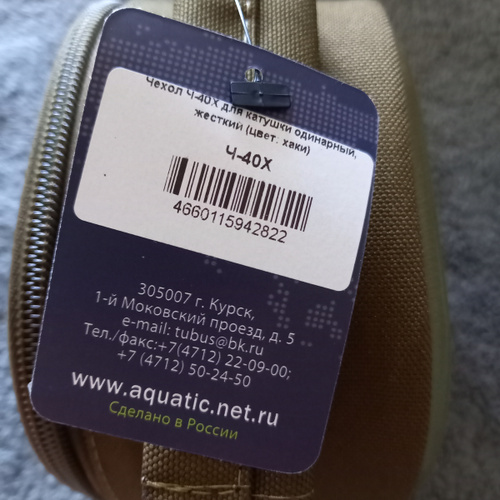 Чехол Ч-40Х для катушки одинарный,
жесткий (цвет: хаки)
Ч-40Х
4660115942822
305007 г. Курск,
1-й Моковский проезд, д. 5
e-mail: tubus@bk.ru
Тел./факс:+7(4712) 22-09-00;
+7 (4712) 50-24-50
www.aquatic.net.ru
Сделано в России